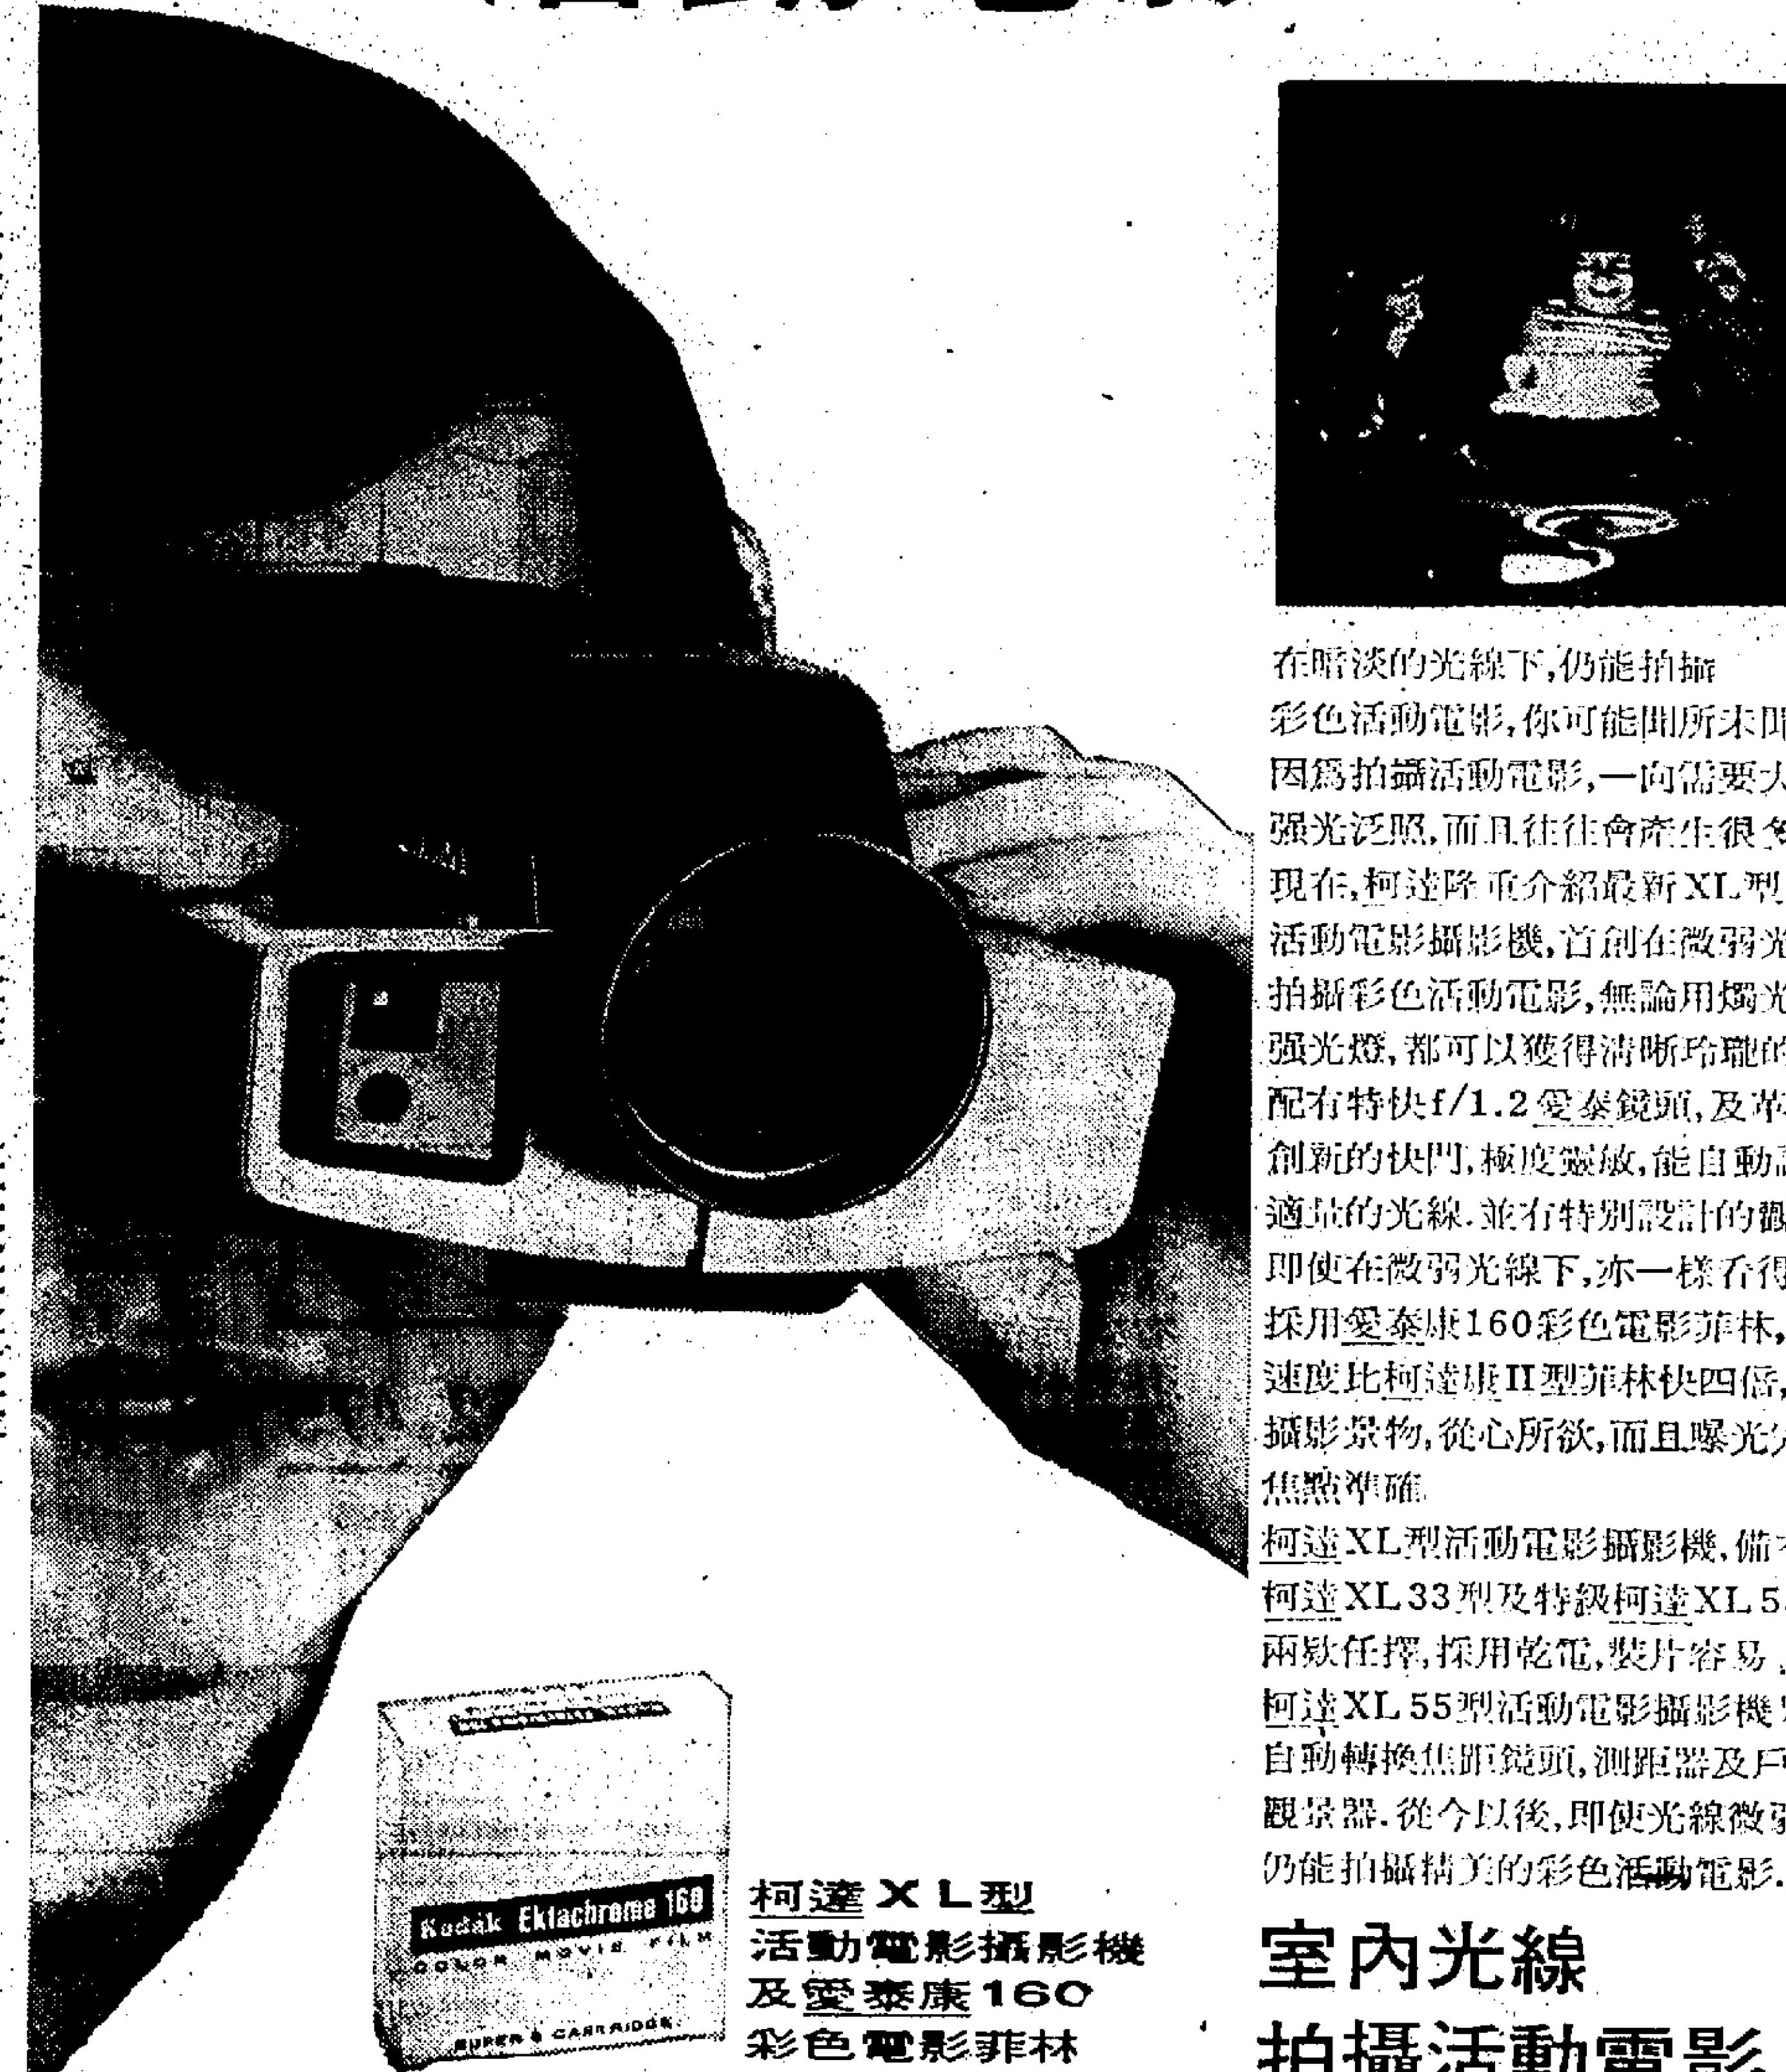 在暗淡的光線下,仍能拍攝
彩色活動電影,你可能聞所未聞
因爲拍攝活動電影,一向需要大
强光泛照,而且往往會產生很多
現在,柯達隆重介紹最新XL型
活動電影攝影機,首創在微弱光
拍攝彩色活動電影,無論用燭光
强光燈,都可以獲得淸晰玲瓏的
配有特快f/1.2愛泰鏡頭,及革
創新的快門,極度靈敏,能自動
適量的光線.並有特別設計的觀
即使在微弱光線下,亦一樣看得
採用愛泰康160彩色電影菲林,
速度比柯達康II型菲林快四倍,
攝影景物,從心所欲,而且曝光
焦點準確.
柯達XL型活動電影攝影機,備
柯達XL33型及特級柯達XL5
兩欵任擇,採用乾電,裝片容易.
柯達XL55型活動電影攝影機
自動轉換焦距鏡頭,測距器及戶
觀景器.從今以後,即使光線微弱
仍能拍攝精美的彩色活動電影.
室內光線
拍攝活動電影
Kodak Ektachrome 160
COLOR MOVIE FILM
SUPER 8 CARTRIDGE
柯達XL型
活動電影攝影機
及愛泰康160
彩色電影菲林